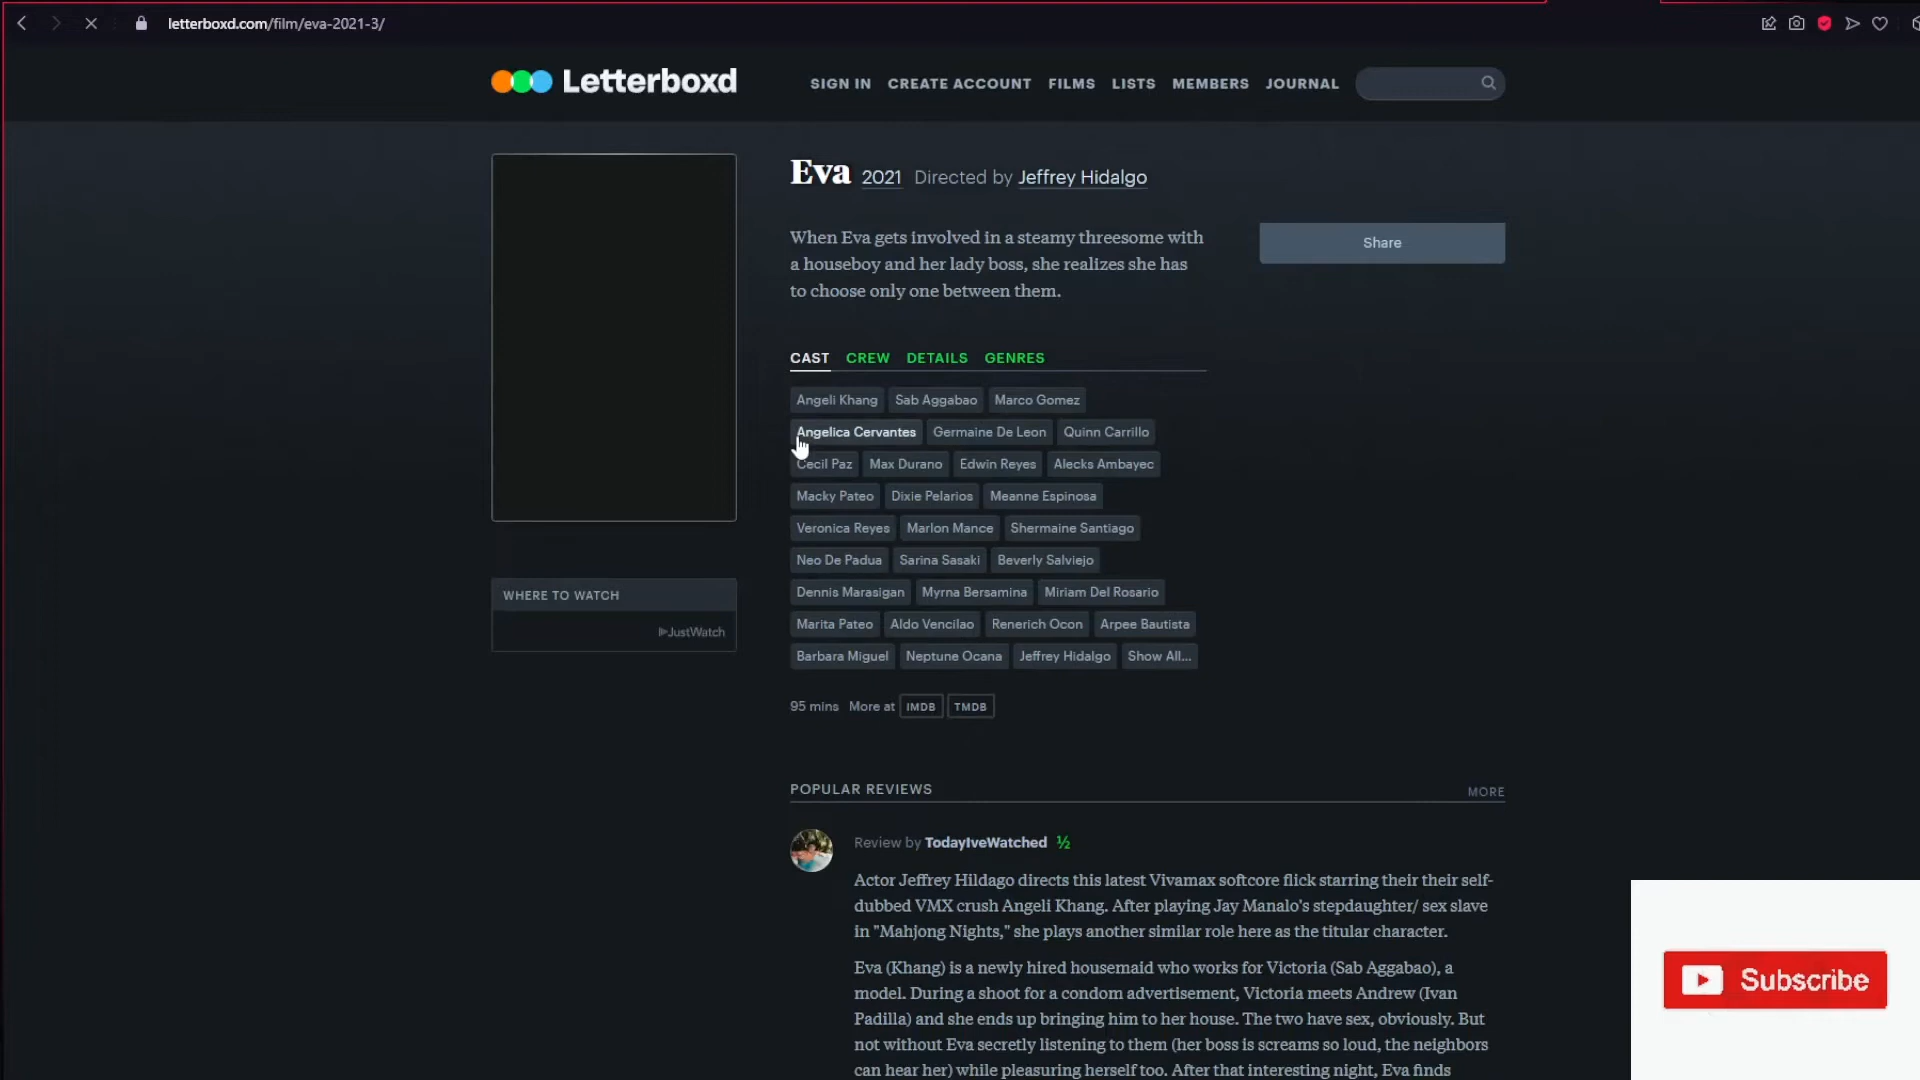 letterboxd.com/film/eva-2021-3/
Letterboxd
SIGN IN CREATE ACCOUNT FILMS LISTS MEMBERS JOURNAL
Eva 2021 Directed by Jeffrey Hidalgo
When Eva gets involved in a steamy threesome with
a houseboy and her lady boss, she realizes she has
to choose only one between them.
Share
CAST CREW DETAILS GENRES
Angeli Khang Sab Aggabao Marco Gomez
Angelica Cervantes Germaine De Leon Quinn Carrillo
Cecil Paz Max Durano Edwin Reyes Alecks Ambayec
Macky Pateo Dixie Pelarios Meanne Espinosa
Veronica Reyes Marlon Mance Shermaine Santiago
Neo De Padua Sarina Sasaki Beverly Salviejo
Dennis Marasigan Myrna Bersamina Miriam Del Rosario
Marita Pateo Aldo Vencilao Renerich Ocon Arpee Bautista
Barbara Miguel Neptune Ocana Jeffrey Hidalgo Show All...
WHERE TO WATCH
JustWatch
95 mins More at IMDB TMDB
POPULAR REVIEWS MORE
Review by TodayIveWatched ½
Actor Jeffrey Hildago directs this latest Vivamax softcore flick starring their their self-
dubbed VMX crush Angeli Khang. After playing Jay Manalo's stepdaughter/ sex slave
in "Mahjong Nights," she plays another similar role here as the titular character.
Eva (Khang) is a newly hired housemaid who works for Victoria (Sab Aggabao), a
model. During a shoot for a condom advertisement, Victoria meets Andrew (Ivan
Padilla) and she ends up bringing him to her house. The two have sex, obviously. But
not without Eva secretly listening to them (her boss is screams so loud, the neighbors
can hear her) while pleasuring herself too. After that interesting night, Eva finds
Subscribe